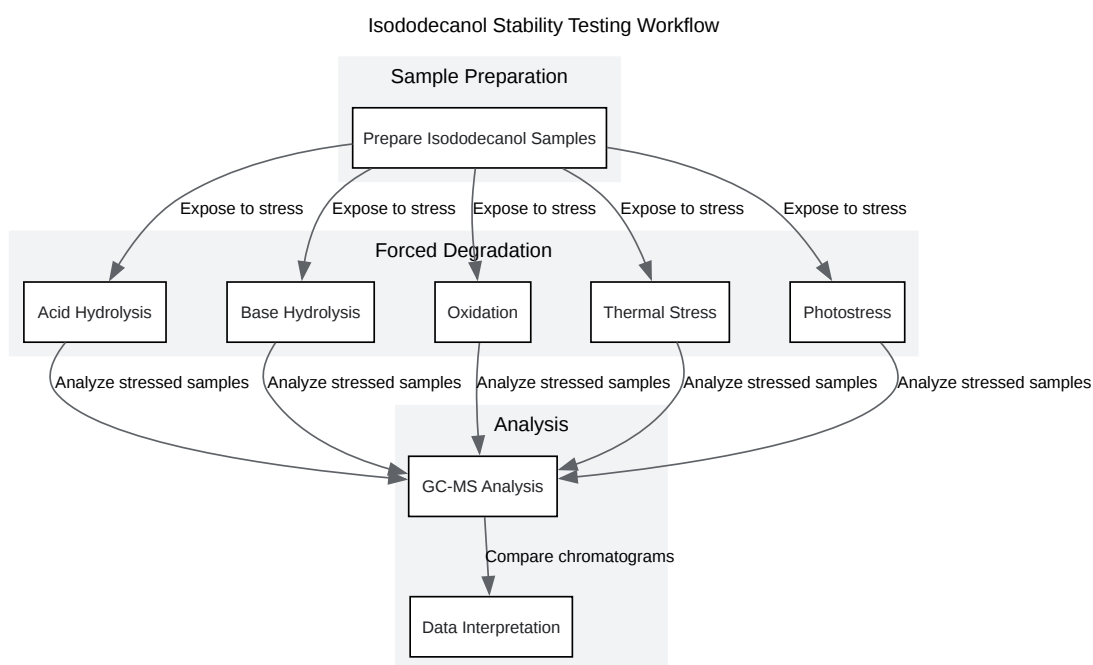 Isododecanol Stability Testing Workflow
Sample Preparation
Prepare Isododecanol Samples
Expose to stress
Expose to stress
Expose to stress
Expose to stress
Expose to stress
Forced Degradation
Acid Hydrolysis
Base Hydrolysis
Oxidation
Thermal Stress
Photostress
Analyze stressed samples
Analyze stressed samples
Analyze stressed samples
Analyze stressed samples
Analyze stressed samples
Analysis
GC-MS Analysis
Compare chromatograms
Data Interpretation